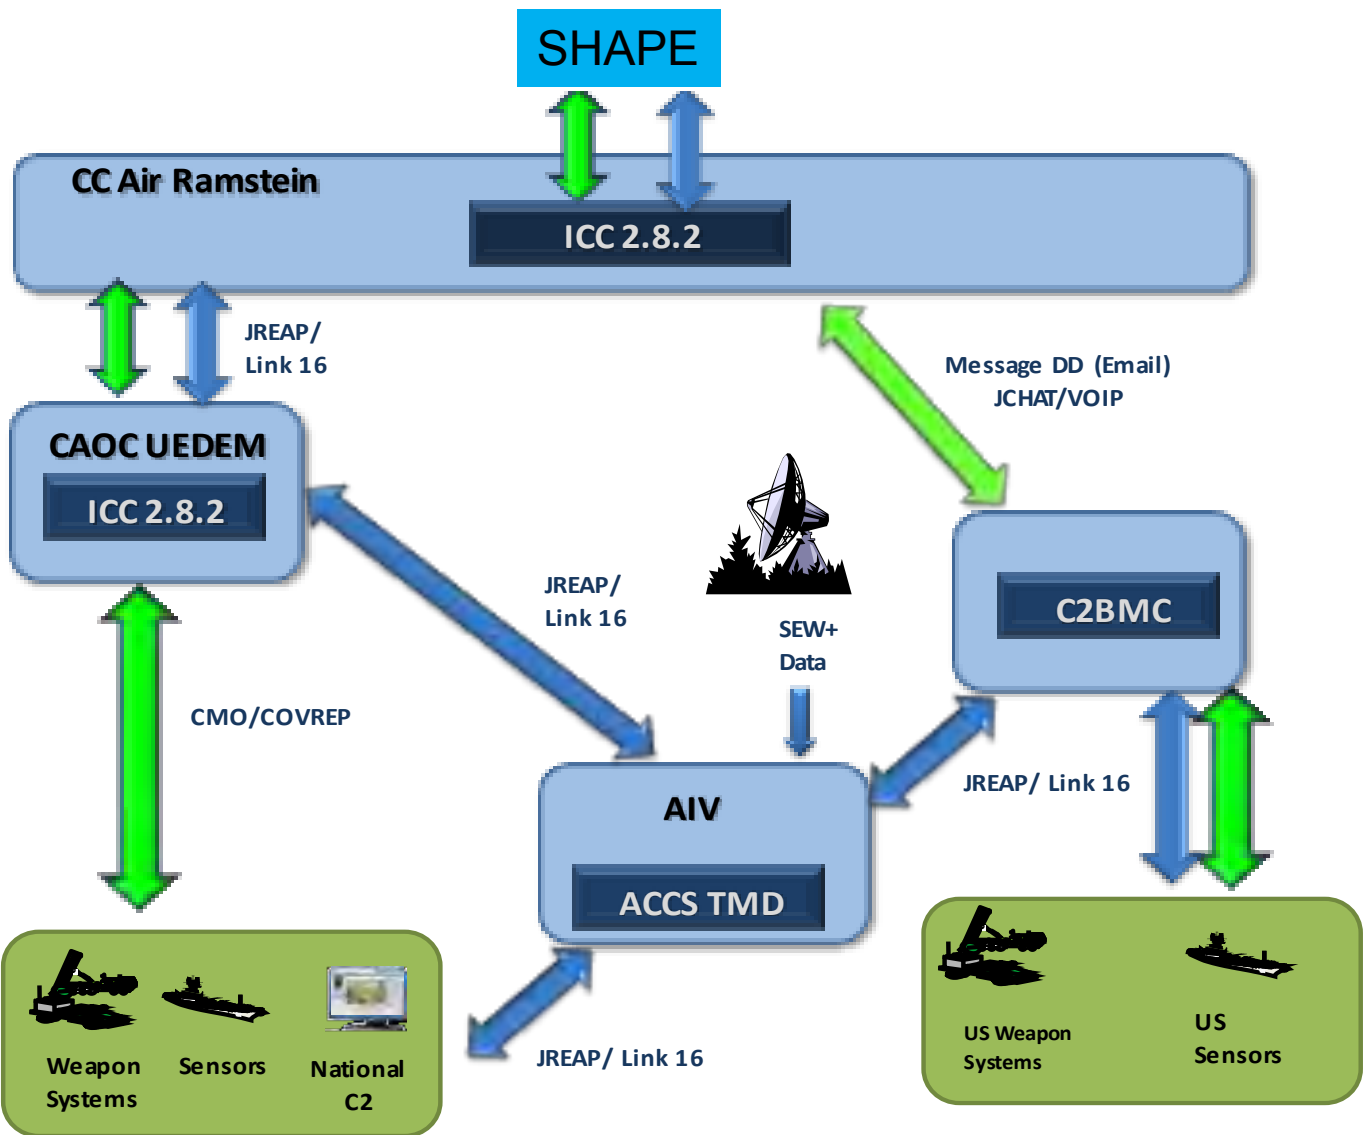 SHAPE
CC Air Ramstein
ICC 2.8.2
JREAP/
Link 16
Message DD (Email)
JCHAT/VOIP
CAOC UEDEM
ICC 2.8.2
JREAP/
Link 16
SEW+
Data
C2BMC
CMO/COVREP
JREAP/ Link 16
AIV
ACCS TMD
JREAP/ Link 16
Weapon
Systems
Sensors
National
C2
US Weapon
Systems
US
Sensors